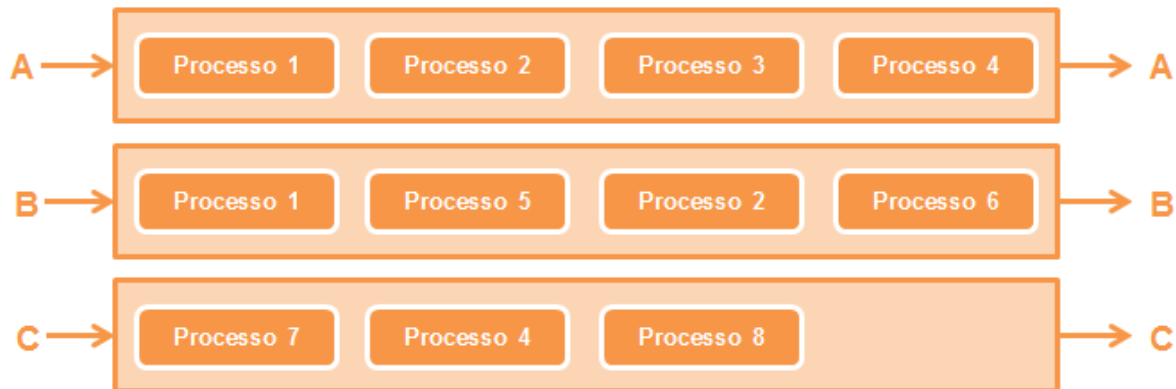 A Processo 1 Processo 2 Processo 3 Processo 4 A
B Processo 1 Processo 5 Processo 2 Processo 6 B
C Processo 7 Processo 4 Processo 8 C